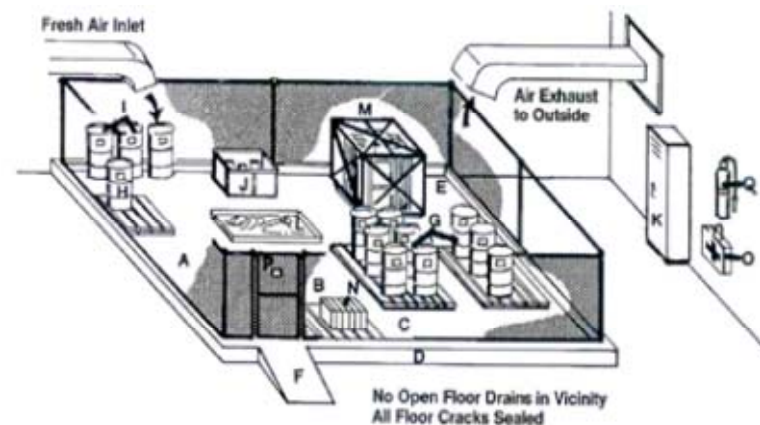 Fresh Air Inlet
Air Exhaust
to Outside
I
M
H
J
E
G
K
A
P
B
N
C
D
F
No Open Floor Drains in Vicinity
All Floor Cracks Sealed